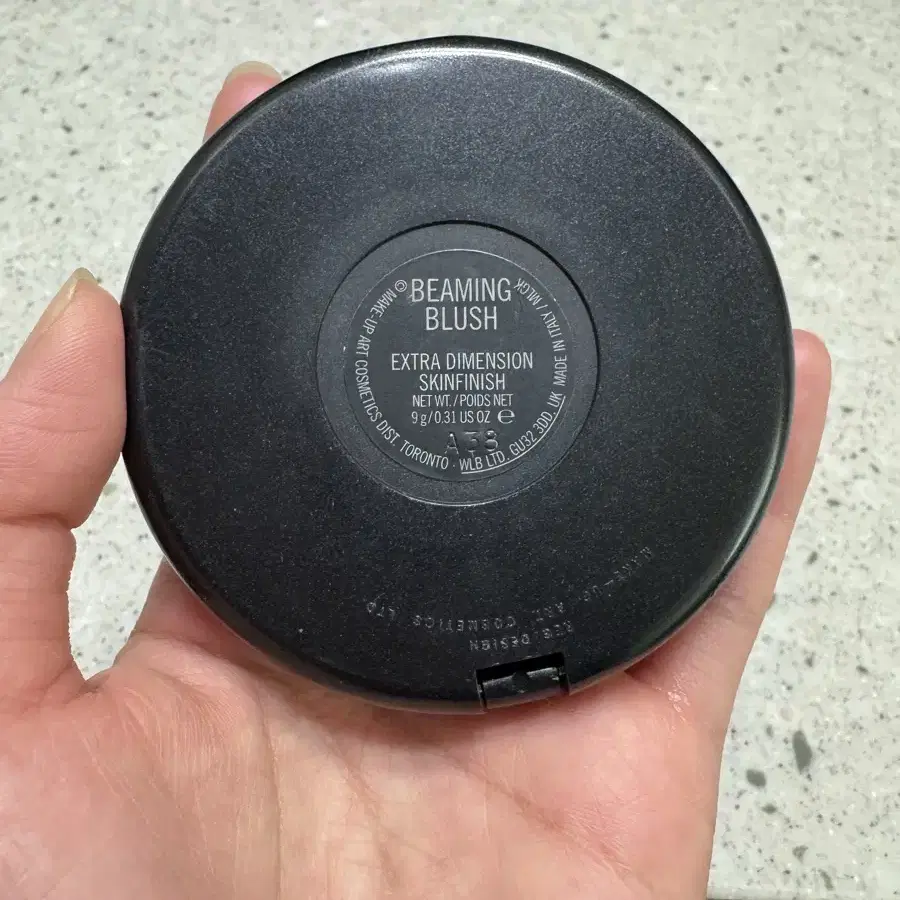 BEAMING
BLUSH
EXTRA DIMENSION
SKINFINISH
NET WT./POIDS NET
9 g/0.31 US OZ ℮
A38
© MAKE-UP ART COSMETICS DIST. TORONTO · WLB LTD. GU32 3DD. UK MADE IN ITALY / MLGK
MAKE-UP ART COSMETICS LTD
REG. DESIGN